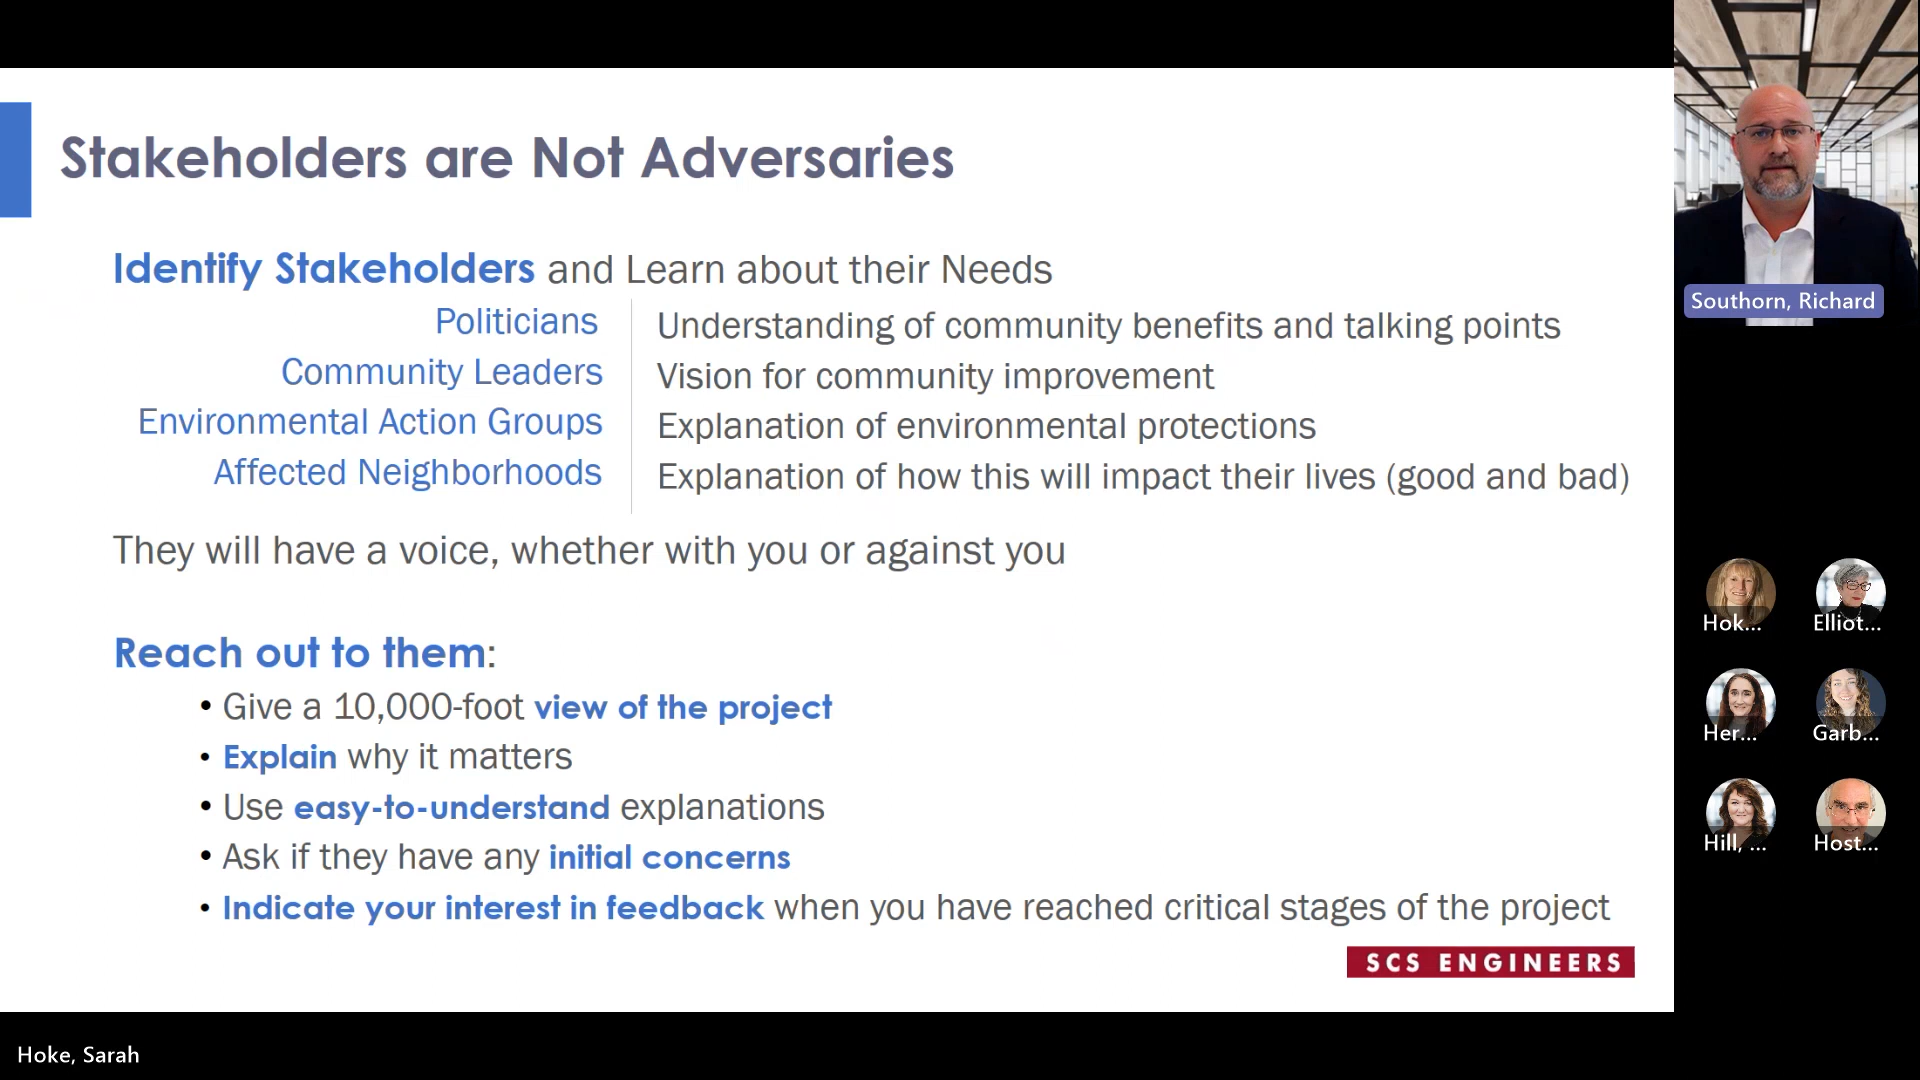 Stakeholders are Not Adversaries
Identify Stakeholders and Learn about their Needs
Politicians
Understanding of community benefits and talking points
Community Leaders
Vision for community improvement
Environmental Action Groups
Explanation of environmental protections
Affected Neighborhoods
Explanation of how this will impact their lives (good and bad)
They will have a voice, whether with you or against you
Reach out to them:
• Give a 10,000-foot view of the project
• Explain why it matters
• Use easy-to-understand explanations
• Ask if they have any initial concerns
• Indicate your interest in feedback when you have reached critical stages of the project
SCS ENGINEERS
Southorn, Richard
Hok...
Elliot...
Her...
Garb...
Hill, ...
Host...
Hoke, Sarah